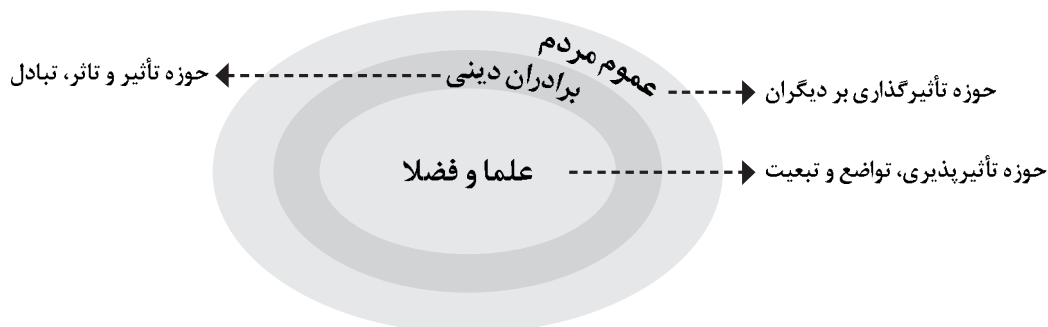 عموم مردم
برادران دینی
حوزه تأثیر و تاثر، تبادل
حوزه تأثیرگذاری بر دیگران
علما و فضلا
حوزه تأثیرپذیری، تواضع و تبعیت